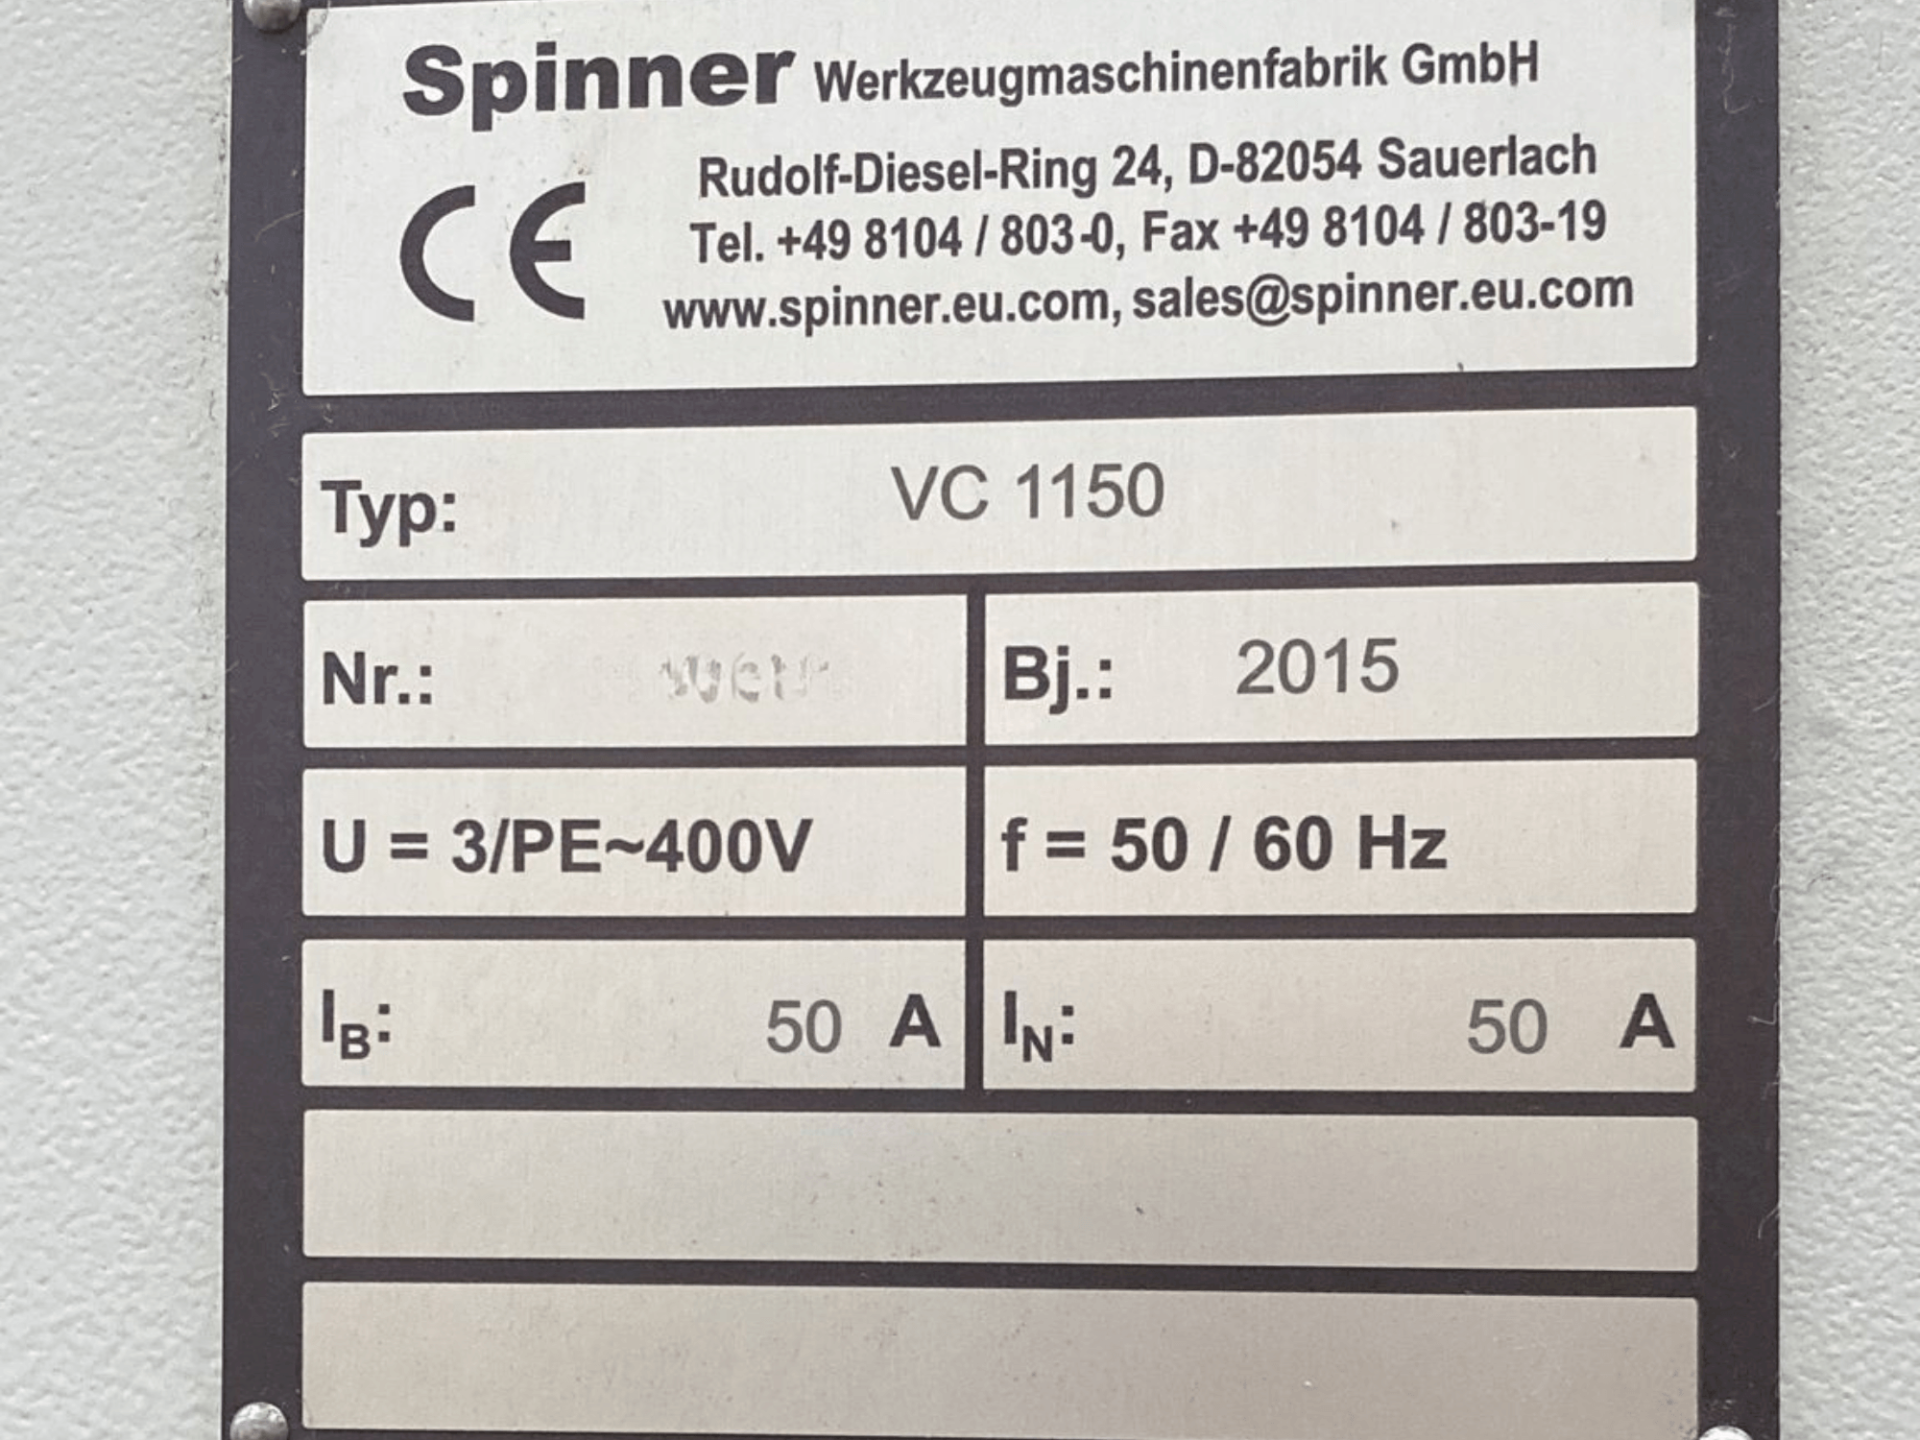 Spinner Werkzeugmaschinenfabrik GmbH
CE
Rudolf-Diesel-Ring 24, D-82054 Sauerlach
Tel. +49 8104 / 803-0, Fax +49 8104 / 803-19
www.spinner.eu.com, sales@spinner.eu.com
Typ: VC 1150
Nr.: Bj.: 2015
U = 3/PE~400V f = 50 / 60 Hz
IB: 50 A IN: 50 A